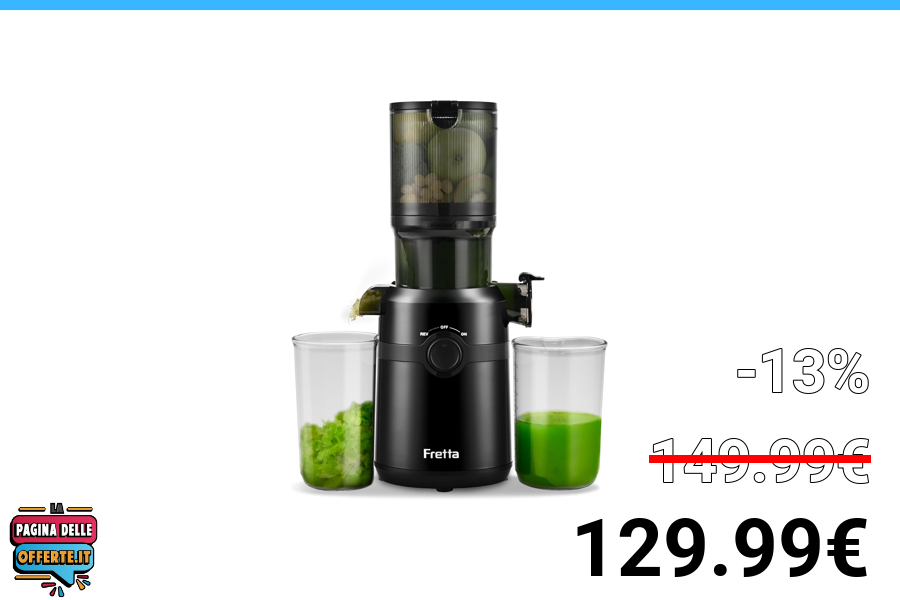 REV OFF ON
Fretta
-13%
149.99€
129.99€
LA
PAGINA DELLE
OFFERTE.IT